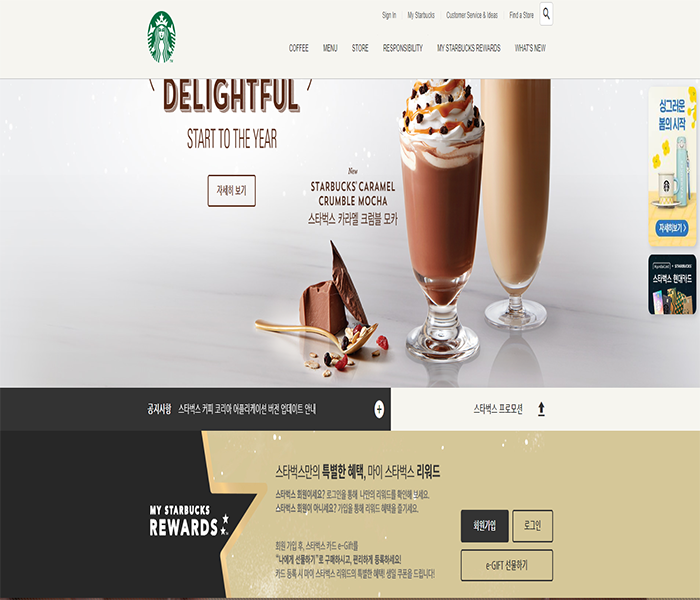 Sign In
My Starbucks
Customer Service & Ideas
Find a Store
COFFEE
MENU
STORE
RESPONSIBILITY
MY STARBUCKS REWARDS
WHAT'S NEW
DELIGHTFUL
START TO THE YEAR
자세히 보기
New
STARBUCKS® CARAMEL
CRUMBLE MOCHA
스타벅스 카라멜 크럼블 모카
싱그러운
봄의 시작
자세히보기 >
스타벅스 현대카드
공지사항 스타벅스 커피 코리아 어플리케이션 버전 업데이트 안내
스타벅스 프로모션
MY STARBUCKS
REWARDS
스타벅스만의 특별한 혜택, 마이 스타벅스 리워드
스타벅스 회원이세요? 로그인을 통해 나만의 리워드를 확인해 보세요.
스타벅스 회원이 아니세요? 가입을 통해 리워드 혜택을 즐기세요.
회원가입
로그인
회원 가입 후, 스타벅스 카드 e-Gift를
"나에게 선물하기"로 구매하시고, 편리하게 등록하세요!
카드 등록 시 마이 스타벅스 리워드의 특별한 혜택! 생일 쿠폰을 드립니다!
e-GIFT 선물하기